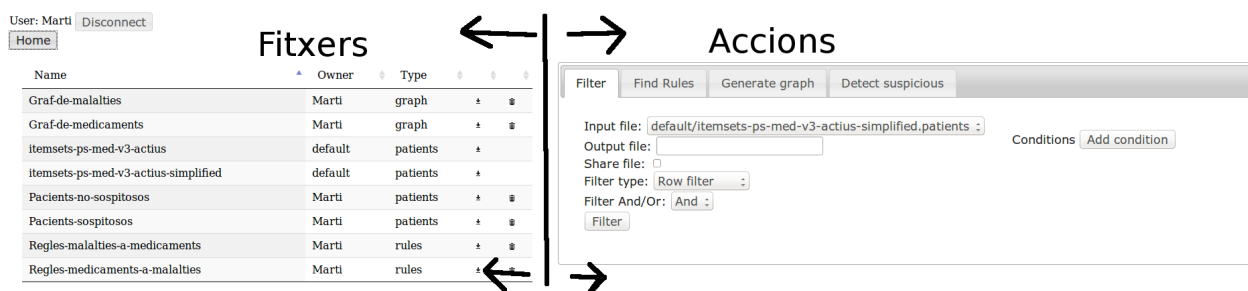 User: Marti Disconnect
Home
Fitxers
Name Owner Type
Graf-de-malalties Marti graph
Graf-de-medicaments Marti graph
itemsets-ps-med-v3-actius default patients
itemsets-ps-med-v3-actius-simplified default patients
Pacients-no-sospitosos Marti patients
Pacients-sospitosos Marti patients
Regles-malalties-a-medicaments Marti rules
Regles-medicaments-a-malalties Marti rules
Accions
Filter Find Rules Generate graph Detect suspicious
Input file: default/itemsets-ps-med-v3-actius-simplified.patients
Output file:
Share file:
Filter type: Row filter
Filter And/Or: And
Filter
Conditions Add condition